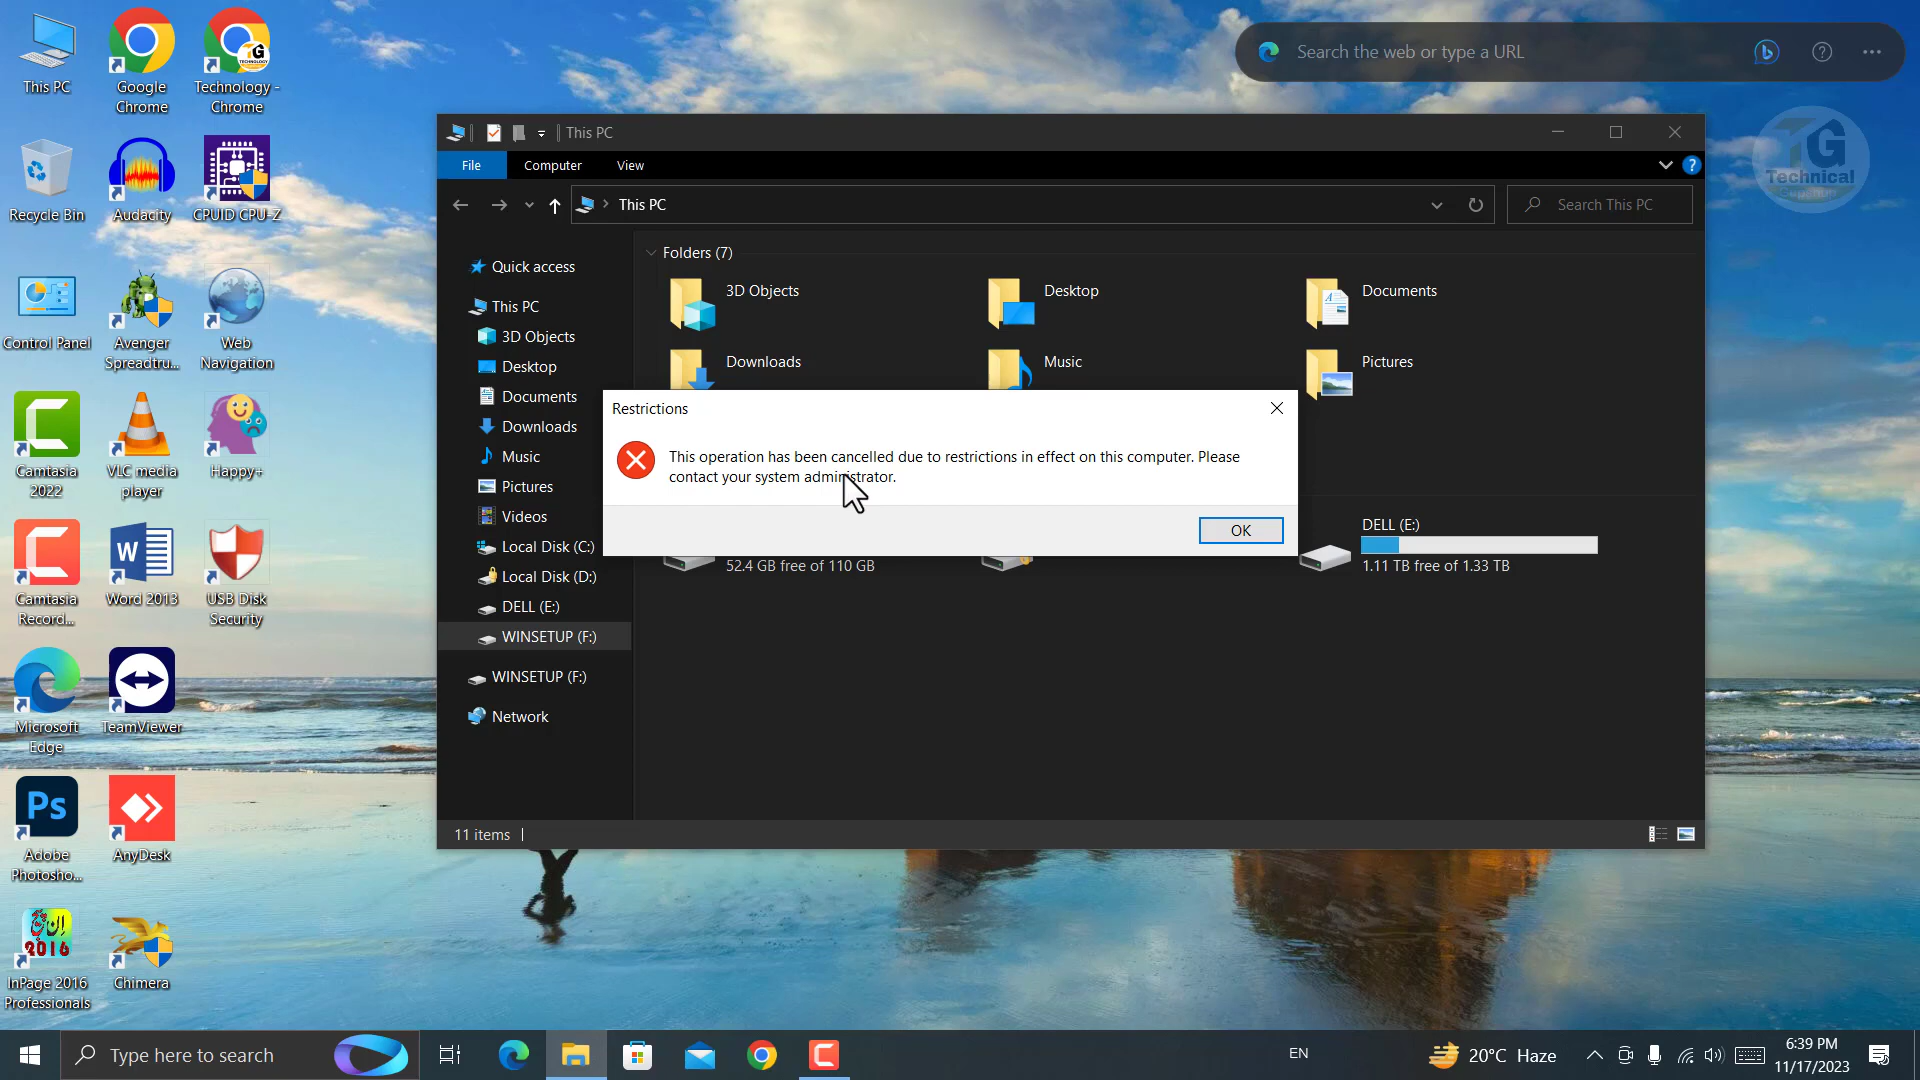 This PC
Google
Chrome
Technology -
Chrome
Recycle Bin
Audacity
CPUID CPU-Z
Control Panel
Avenger
Spreadtru...
Web
Navigation
Camtasia
2022
VLC media
player
Happy+
Camtasia
Record...
Word 2013
USB Disk
Security
Microsoft
Edge
TeamViewer
Ps
Adobe
Photosho...
AnyDesk
2016
InPage 2016
Professionals
Chimera
Search the web or type a URL
TG
Technical
This PC
File
Computer
View
This PC
Search This PC
Quick access
This PC
3D Objects
Desktop
Documents
Downloads
Music
Pictures
Videos
Local Disk (C:)
Local Disk (D:)
DELL (E:)
WINSETUP (F:)
WINSETUP (F:)
Network
Folders (7)
3D Objects
Desktop
Documents
Downloads
Music
Pictures
Restrictions
This operation has been cancelled due to restrictions in effect on this computer. Please
contact your system administrator.
OK
52.4 GB free of 110 GB
DELL (E:)
1.11 TB free of 1.33 TB
11 items
Type here to search
EN
20°C Haze
6:39 PM
11/17/2023